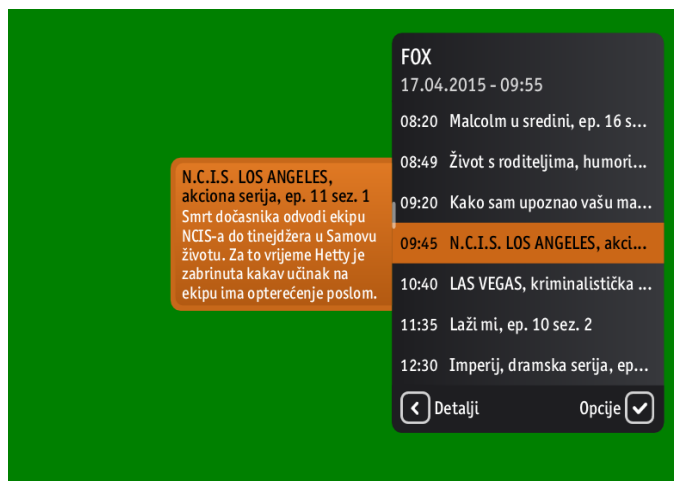 FOX
17.04.2015 - 09:55
08:20 Malcolm u sredini, ep. 16 s...
08:49 Život s roditeljima, humori...
09:20 Kako sam upoznao vašu ma...
09:45 N.C.I.S. LOS ANGELES, akci...
10:40 LAS VEGAS, kriminalistička ...
11:35 Laži mi, ep. 10 sez. 2
12:30 Imperij, dramska serija, ep...
Detalji Opcije
N.C.I.S. LOS ANGELES,
akciona serija, ep. 11 sez. 1
Smrt dočasnika odvodi ekipu
NCIS-a do tinejdžera u Samovu
životu. Za to vrijeme Hetty je
zabrinuta kakav učinak na
ekipu ima opterećenje poslom.